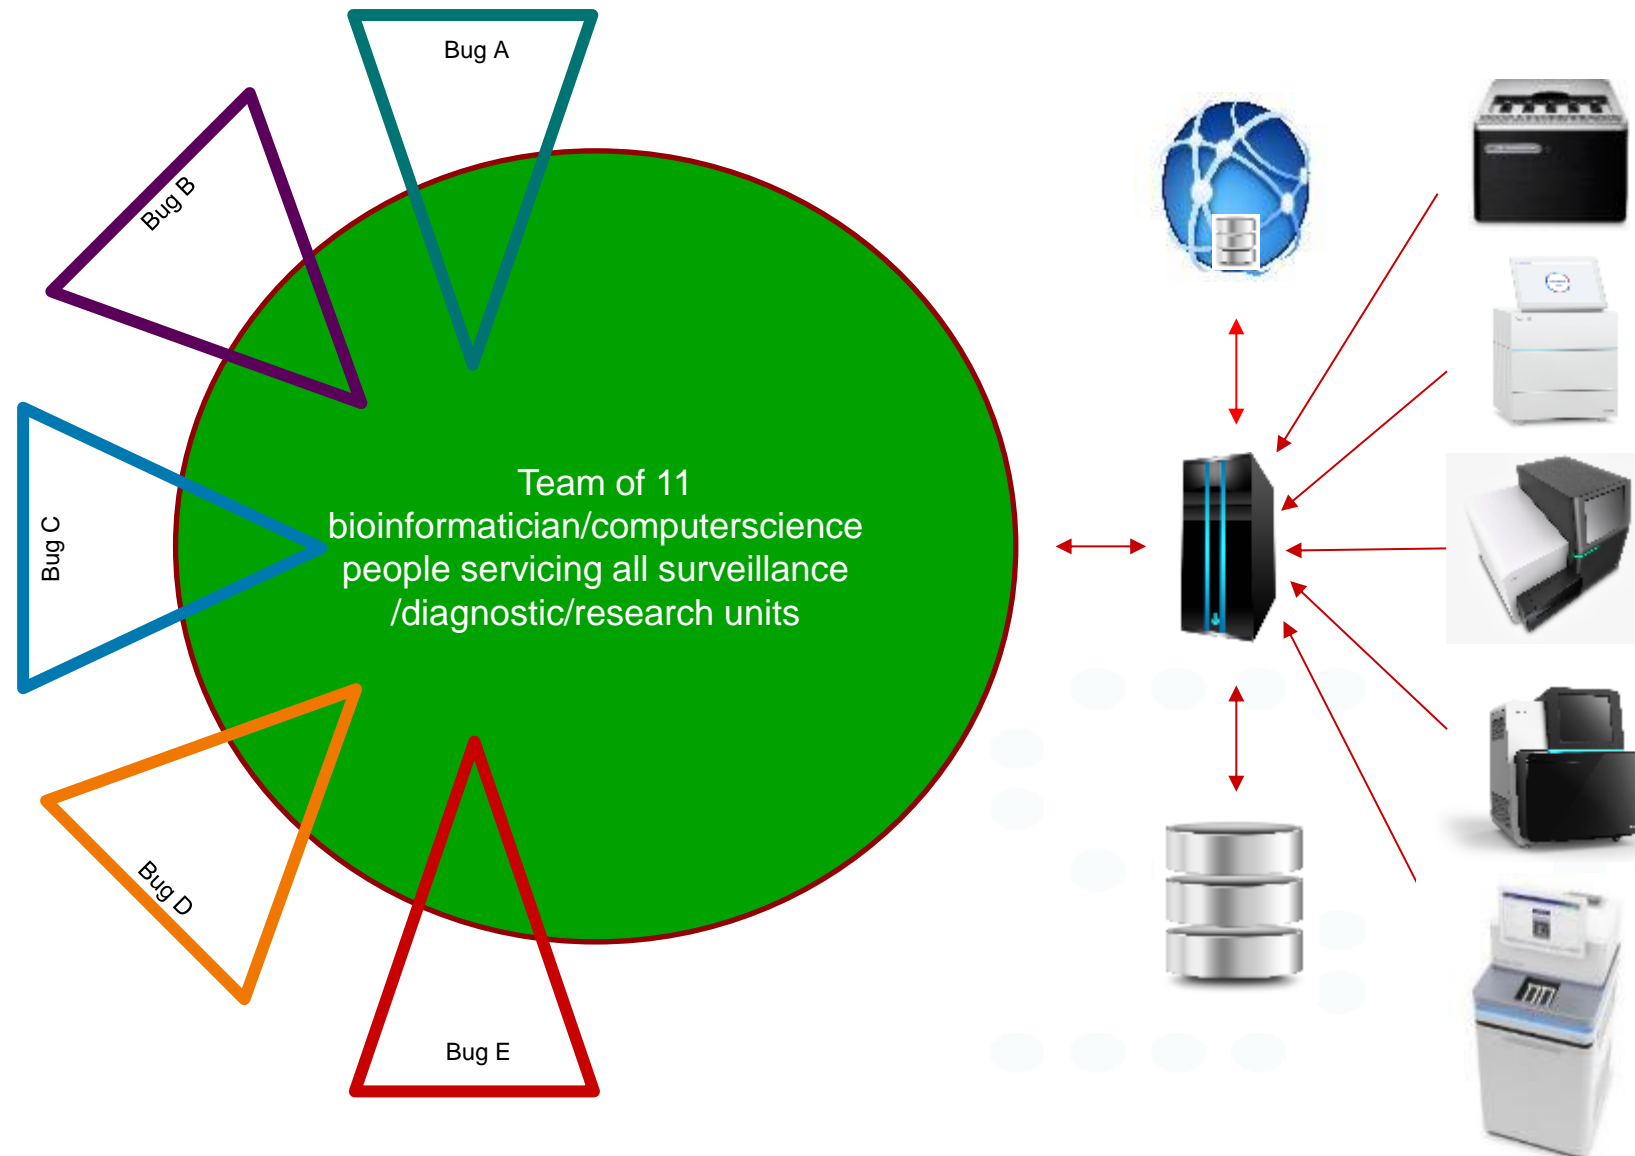 Bug A
Bug B
Bug C
Team of 11
bioinformatician/computerscience
people servicing all surveillance
/diagnostic/research units
Bug D
Bug E